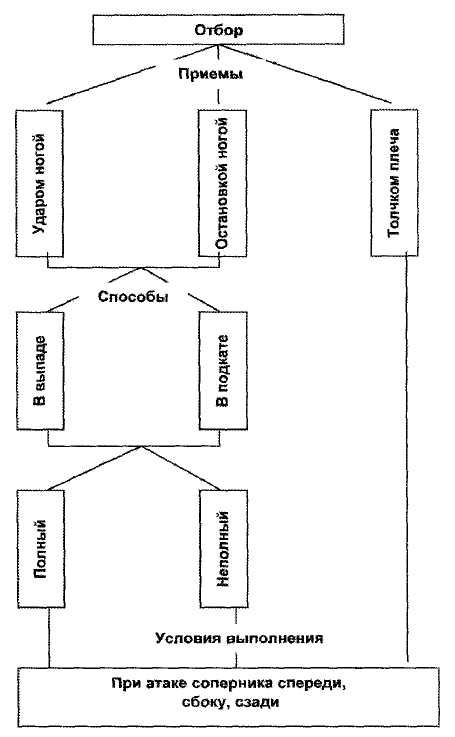 Отбор
Приемы
Ударом ногой
Остановкой ногой
Толчком плеча
Способы
В выпаде
В подкате
Полный
Неполный
Условия выполнения
При атаке соперника спереди,
сбоку, сзади